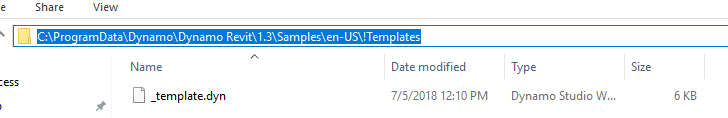 Share
View
C:\ProgramData\Dynamo\Dynamo Revit\1.3\Samples\en-US\!Templates
Name
Date modified
Type
Size
cess
_template.dyn
7/5/2018 12:10 PM
Dynamo Studio W...
6 KB